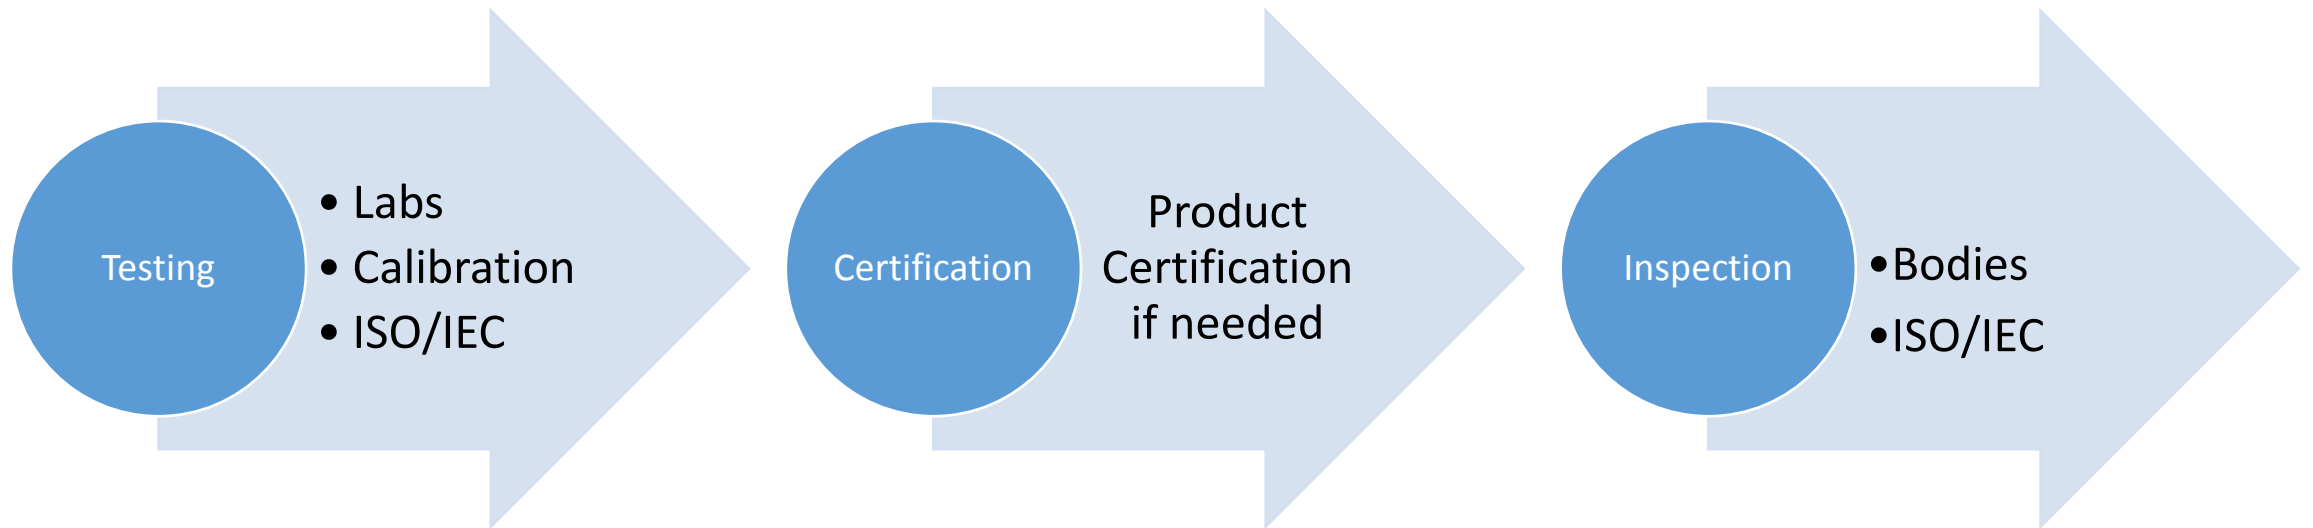 Testing
• Labs
• Calibration
• ISO/IEC
Certification
Product
Certification
if needed
Inspection
•Bodies
•ISO/IEC